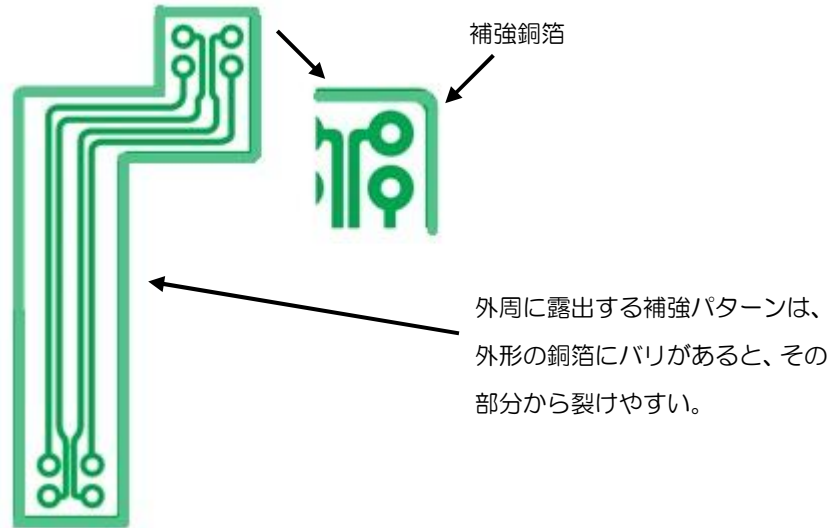 補強銅箔
外周に露出する補強パターンは、
外形の銅箔にバリがあると、その
部分から裂けやすい。